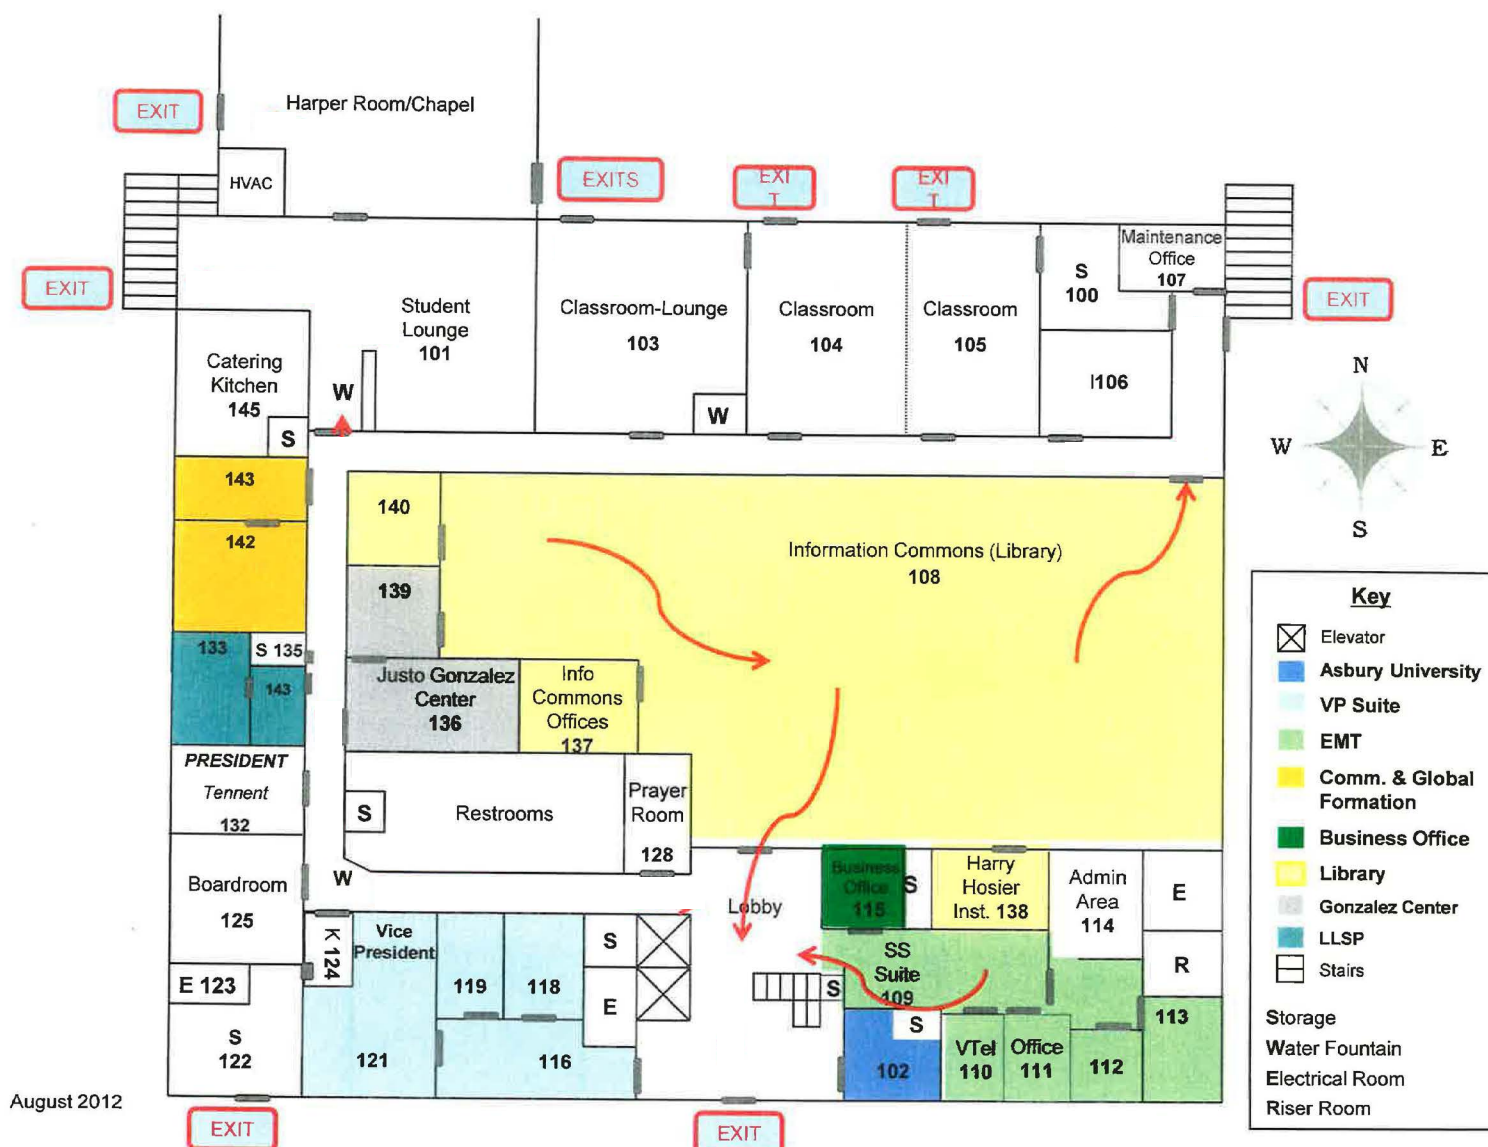 EXIT
Harper Room/Chapel
HVAC
EXITS
EXI
T
EXI
T
EXIT
EXIT
Maintenance
Office
107
S
100
Student
Lounge
101
Classroom-Lounge
103
Classroom
104
Classroom
105
I106
Catering
Kitchen
145
S
W
W
N
W
E
S
143
142
140
139
Information Commons (Library)
108
133
S 135
143
Justo Gonzalez
Center
136
Info
Commons
Offices
137
PRESIDENT
Tennent
132
S
Restrooms
Prayer
Room
128
Boardroom
125
W
Lobby
Business
Office
115
S
Harry
Hosier
Inst. 138
Admin
Area
114
E
R
K 124
Vice
President
119
118
S
E
SS
Suite
109
S
S
E 123
S
122
121
116
102
VTel
110
Office
111
112
113
August 2012
EXIT
EXIT
Key
Elevator
Asbury University
VP Suite
EMT
Comm. & Global
Formation
Business Office
Library
Gonzalez Center
LLSP
Stairs
Storage
Water Fountain
Electrical Room
Riser Room